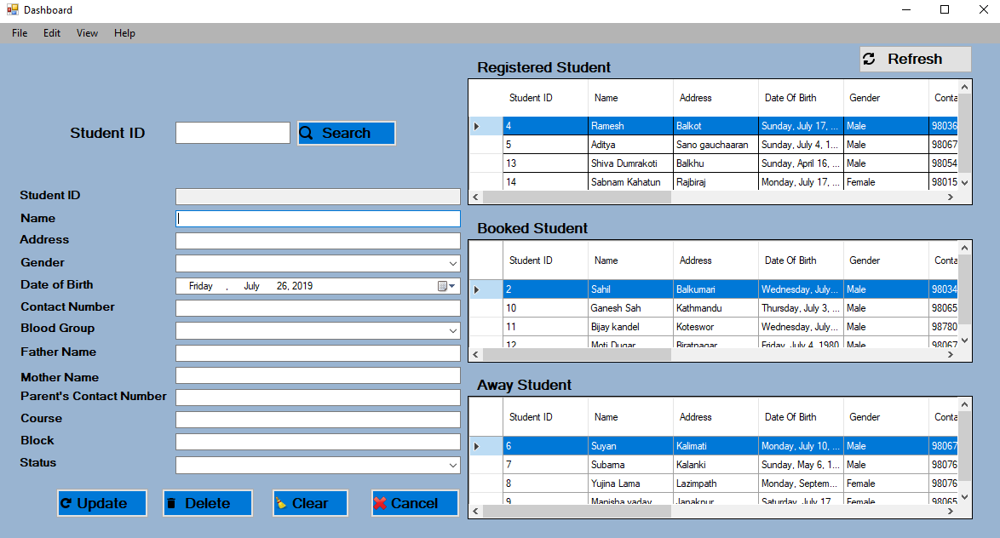 Dashboard
File Edit View Help
Refresh
Student ID Search
Student ID
Name
Address
Gender
Date of Birth Friday , July 26, 2019
Contact Number
Blood Group
Father Name
Mother Name
Parent's Contact Number
Course
Block
Status
Update Delete Clear Cancel
Registered Student
Student ID Name Address Date Of Birth Gender Conta
4 Ramesh Balkot Sunday, July 17, ... Male 98036
5 Aditya Sano gauchaaran Sunday, July 4, 1... Male 98067
13 Shiva Dumrakoti Balkhu Sunday, April 16, ... Male 98054
14 Sabnam Kahatun Rajbiraj Monday, July 17, ... Female 98015
Booked Student
Student ID Name Address Date Of Birth Gender Conta
2 Sahil Balkumari Wednesday, July... Male 98034
10 Ganesh Sah Kathmandu Thursday, July 3, ... Male 98065
11 Bijay kandel Koteswor Wednesday, July... Male 98780
12 Moti Dugar Biratnagar Friday, July 4, 1980 Male 98067
Away Student
Student ID Name Address Date Of Birth Gender Conta
6 Suyan Kalimati Monday, July 10, ... Male 98067
7 Subama Kalanki Sunday, May 6, 1... Male 98076
8 Yujina Lama Lazimpath Monday, Septem... Female 98076
9 Manisha yadav Janakpur Saturday, July 17 Female 98065